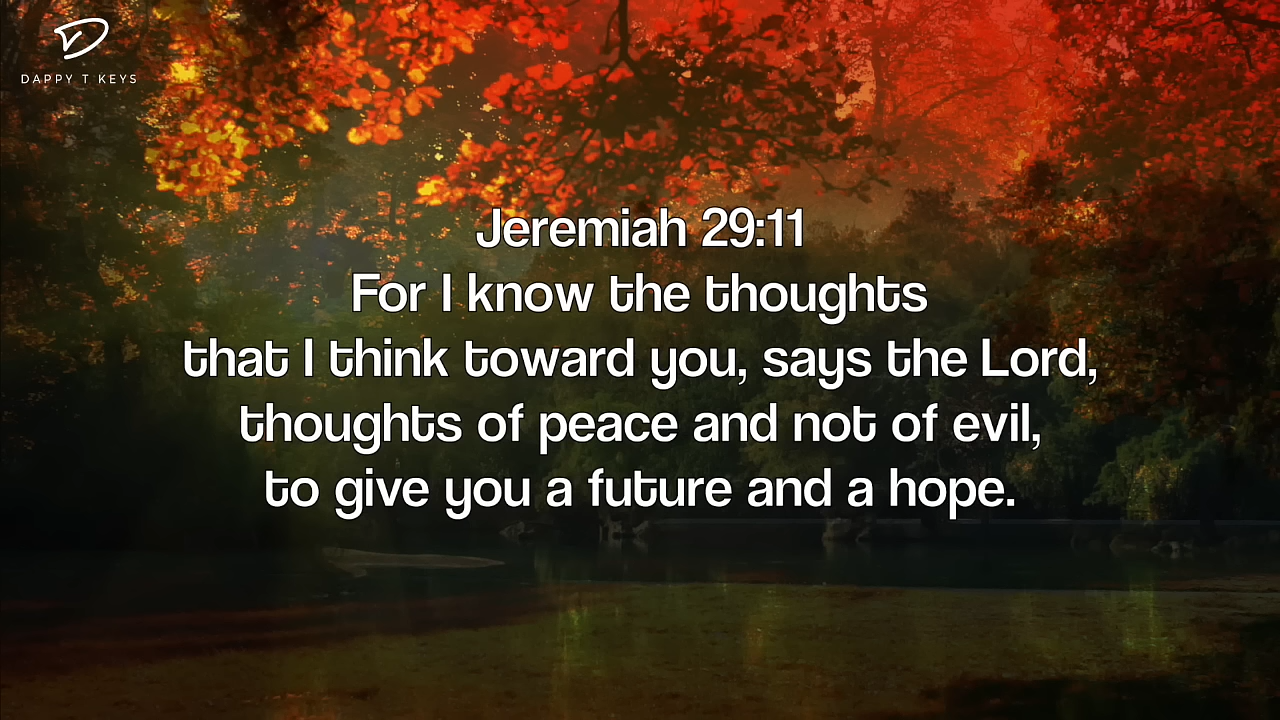 DAPPY T KEYS
Jeremiah 29:11
For I know the thoughts
that I think toward you, says the Lord,
thoughts of peace and not of evil,
to give you a future and a hope.